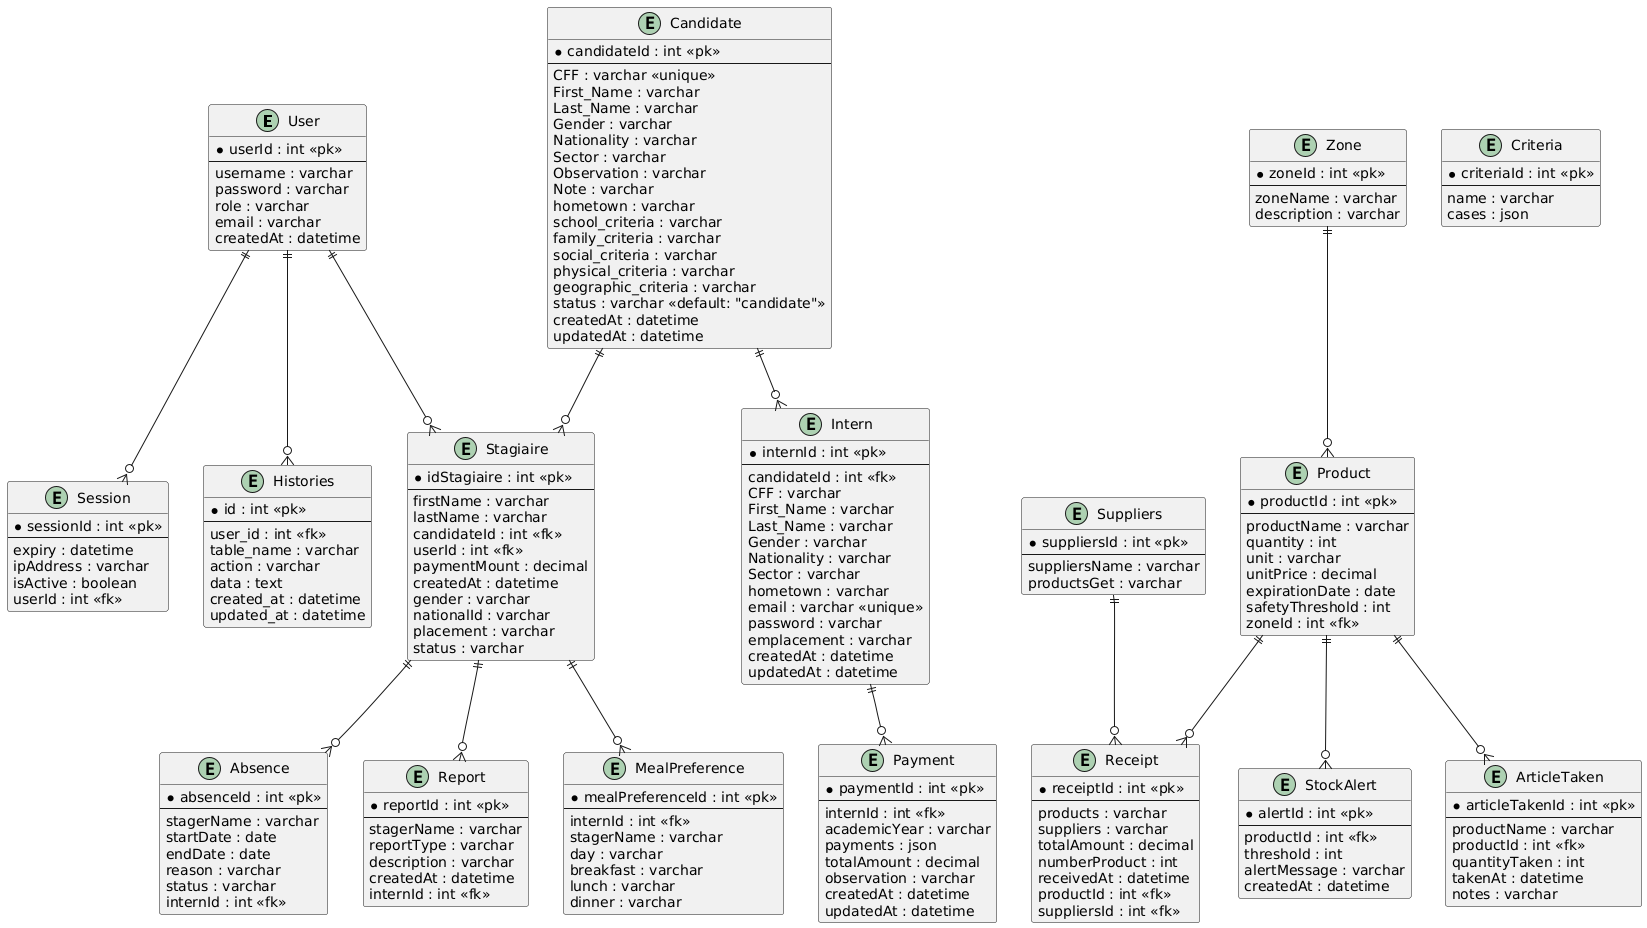 E Candidate
* candidateId : int «pk»
CFF : varchar «unique»
First_Name : varchar
Last_Name : varchar
Gender : varchar
Nationality : varchar
Sector : varchar
Observation : varchar
Note : varchar
hometown : varchar
school_criteria : varchar
family_criteria : varchar
social_criteria : varchar
physical_criteria : varchar
geographic_criteria : varchar
status : varchar «default: "candidate"»
createdAt : datetime
updatedAt : datetime
E User
* userId : int «pk»
username : varchar
password : varchar
role : varchar
email : varchar
createdAt : datetime
E Zone
* zoneId : int «pk»
zoneName : varchar
description : varchar
E Criteria
* criteriaId : int «pk»
name : varchar
cases : json
E Session
* sessionId : int «pk»
expiry : datetime
ipAddress : varchar
isActive : boolean
userId : int «fk»
E Histories
* id : int «pk»
user_id : int «fk»
table_name : varchar
action : varchar
data : text
created_at : datetime
updated_at : datetime
E Stagiaire
* idStagiaire : int «pk»
firstName : varchar
lastName : varchar
candidateId : int «fk»
userId : int «fk»
paymentMount : decimal
createdAt : datetime
gender : varchar
nationalId : varchar
placement : varchar
status : varchar
E Intern
* internId : int «pk»
candidateId : int «fk»
CFF : varchar
First_Name : varchar
Last_Name : varchar
Gender : varchar
Nationality : varchar
Sector : varchar
hometown : varchar
email : varchar «unique»
password : varchar
emplacement : varchar
createdAt : datetime
updatedAt : datetime
E Suppliers
* suppliersId : int «pk»
suppliersName : varchar
productsGet : varchar
E Product
* productId : int «pk»
productName : varchar
quantity : int
unit : varchar
unitPrice : decimal
expirationDate : date
safetyThreshold : int
zoneId : int «fk»
E Absence
* absenceId : int «pk»
stagerName : varchar
startDate : date
endDate : date
reason : varchar
status : varchar
internId : int «fk»
E Report
* reportId : int «pk»
stagerName : varchar
reportType : varchar
description : varchar
createdAt : datetime
internId : int «fk»
E MealPreference
* mealPreferenceId : int «pk»
internId : int «fk»
stagerName : varchar
day : varchar
breakfast : varchar
lunch : varchar
dinner : varchar
E Payment
* paymentId : int «pk»
internId : int «fk»
academicYear : varchar
payments : json
totalAmount : decimal
observation : varchar
createdAt : datetime
updatedAt : datetime
E Receipt
* receiptId : int «pk»
products : varchar
suppliers : varchar
totalAmount : decimal
numberProduct : int
receivedAt : datetime
productId : int «fk»
suppliersId : int «fk»
E StockAlert
* alertId : int «pk»
productId : int «fk»
threshold : int
alertMessage : varchar
createdAt : datetime
E ArticleTaken
* articleTakenId : int «pk»
productName : varchar
productId : int «fk»
quantityTaken : int
takenAt : datetime
notes : varchar